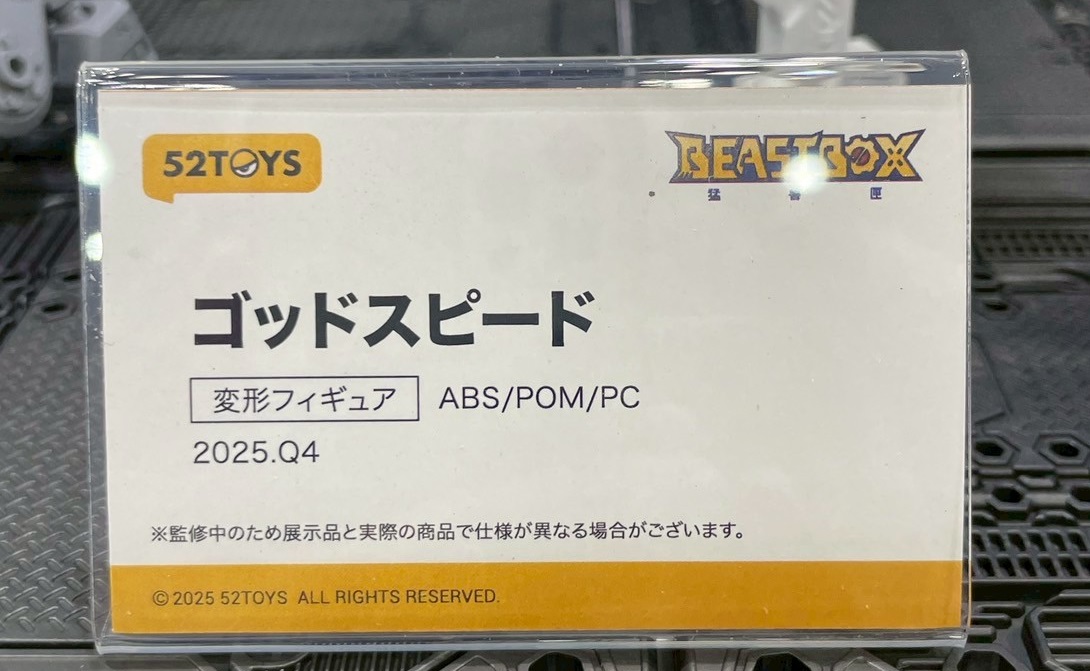 52TOYS
BEASTBOX
猛 獣 匣
ゴッドスピード
変形フィギュア ABS/POM/PC
2025.Q4
※監修中のため展示品と実際の商品で仕様が異なる場合がございます。
© 2025 52TOYS ALL RIGHTS RESERVED.